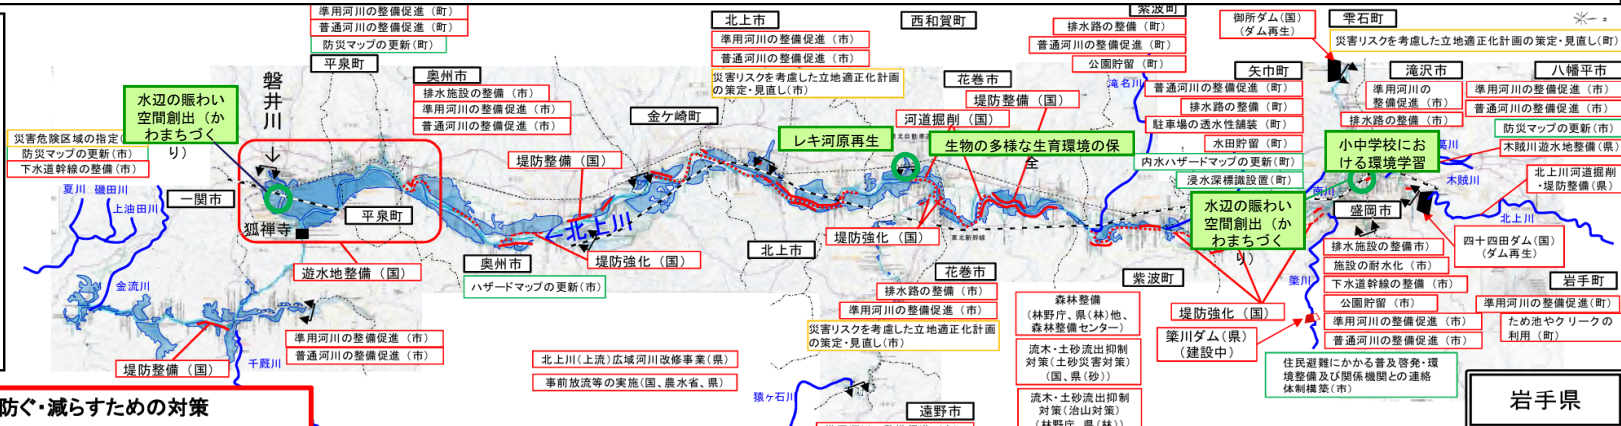 準用河川の整備促進（町）
普通河川の整備促進（町）
防災マップの更新(町)
平泉町
磐井川
↓
水辺の賑わい
空間創出（か
わまちづく
り）
災害危険区域の指定(
防災マップの更新(市)
下水道幹線の整備(市)
夏川
磯田川
上油田川
一関市
狐禅寺
平泉町
金流川
遊水地整備（国）
準用河川の整備促進（市）
普通河川の整備促進（市）
堤防整備（国）
千厩川
奥州市
排水施設の整備（市）
準用河川の整備促進（市）
普通河川の整備促進（市）
堤防整備（国）
北上川
奥州市
堤防強化（国）
ハザードマップの更新(市)
金ケ崎町
北上市
準用河川の整備促進（市）
普通河川の整備促進（市）
災害リスクを考慮した立地適正化計画
の策定・見直し(市)
レキ河原再生
北上市
西和賀町
花巻市
堤防整備（国）
河道掘削（国）
生物の多様な生育環境の保
全
堤防強化（国）
東北新幹線
花巻市
排水路の整備（市）
準用河川の整備促進（市）
災害リスクを考慮した立地適正化計画
の策定・見直し(市)
北上川(上流)広域河川改修事業(県)
事前放流等の実施(国、農水省、県)
猿ヶ石川
遠野市
紫波町
排水路の整備（町）
普通河川の整備促進（町）
公園貯留（町）
滝名川
矢巾町
普通河川の整備促進（町）
排水路の整備（町）
駐車場の透水性舗装（町）
水田貯留（町）
内水ハザードマップの更新(町)
浸水深標識設置(町)
水辺の賑わい
空間創出（か
わまちづく
り）
紫波町
堤防強化（国）
簗川
簗川ダム(県)
（建設中）
森林整備
（林野庁、県(林)他、
森林整備センター）
流木・土砂流出抑制
対策(土砂災害対策)
（国、県(砂)）
流木・土砂流出抑制
対策(治山対策)
（林野庁、県(林)）
御所ダム(国)
（ダム再生）
雫石町
災害リスクを考慮した立地適正化計画の策定・見直し(町)
滝沢市
準用河川の
整備促進（市）
排水路の整備（市）
八幡平市
準用河川の整備促進（市）
普通河川の整備促進（市）
防災マップの更新(市)
木賊川遊水地整備(県)
小中学校にお
ける環境学習
木賊川
北上川河道掘削
・堤防整備(県)
北上川
盛岡市
四十四田ダム(国)
（ダム再生）
排水施設の整備市）
施設の耐水化（市）
下水道幹線の整備（市）
公園貯留（市）
準用河川の整備促進（市）
普通河川の整備促進（市）
住民避難にかかる普及啓発・環
境整備及び関係機関との連絡
体制構築(市)
岩手町
準用河川の整備促進(町)
ため池やクリークの
利用（町）
岩手県
防ぐ・減らすための対策